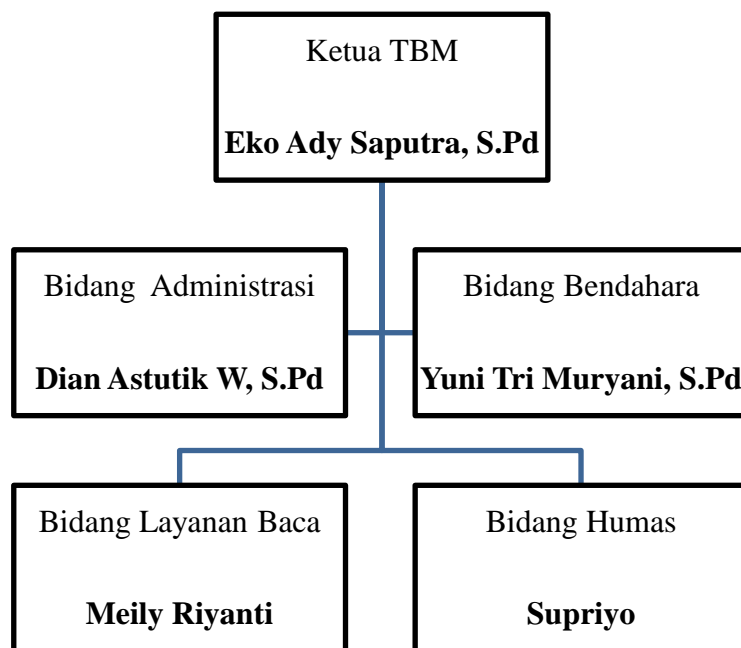 Ketua TBM
Eko Ady Saputra, S.Pd
Bidang Administrasi
Dian Astutik W, S.Pd
Bidang Bendahara
Yuni Tri Muryani, S.Pd
Bidang Layanan Baca
Meily Riyanti
Bidang Humas
Supriyo